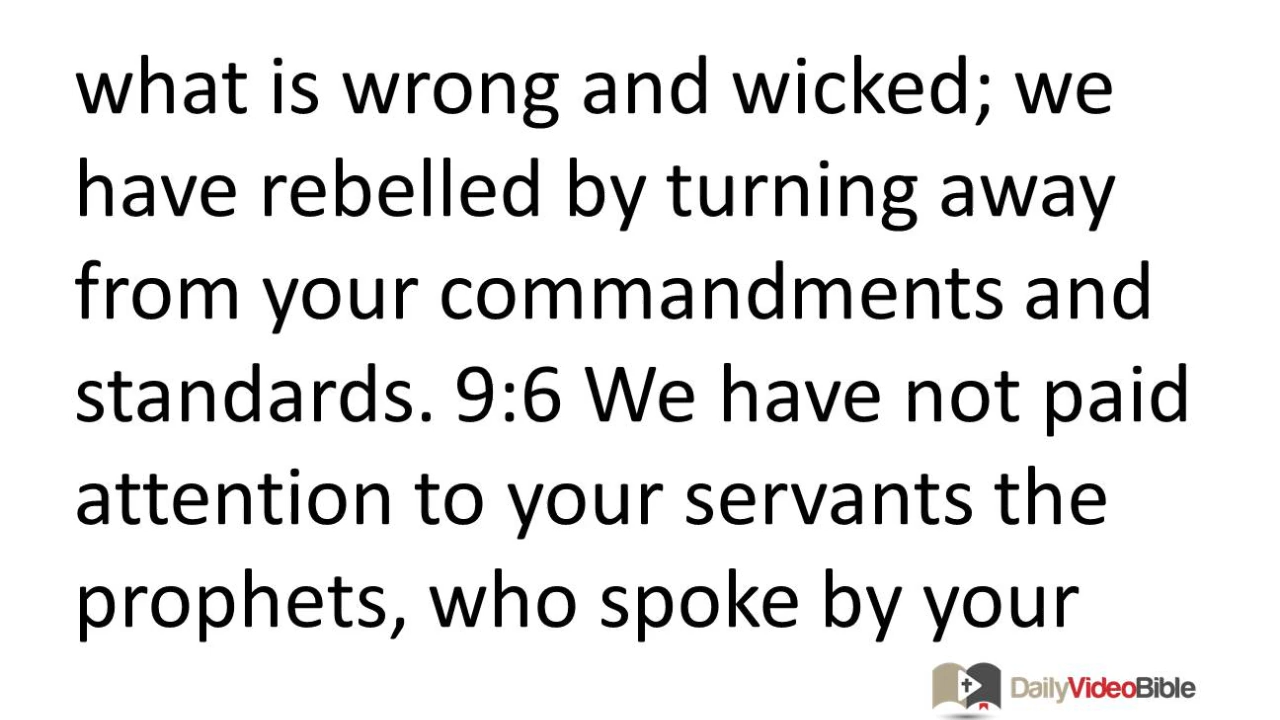 what is wrong and wicked; we
have rebelled by turning away
from your commandments and
standards. 9:6 We have not paid
attention to your servants the
prophets, who spoke by your
DailyVideoBible